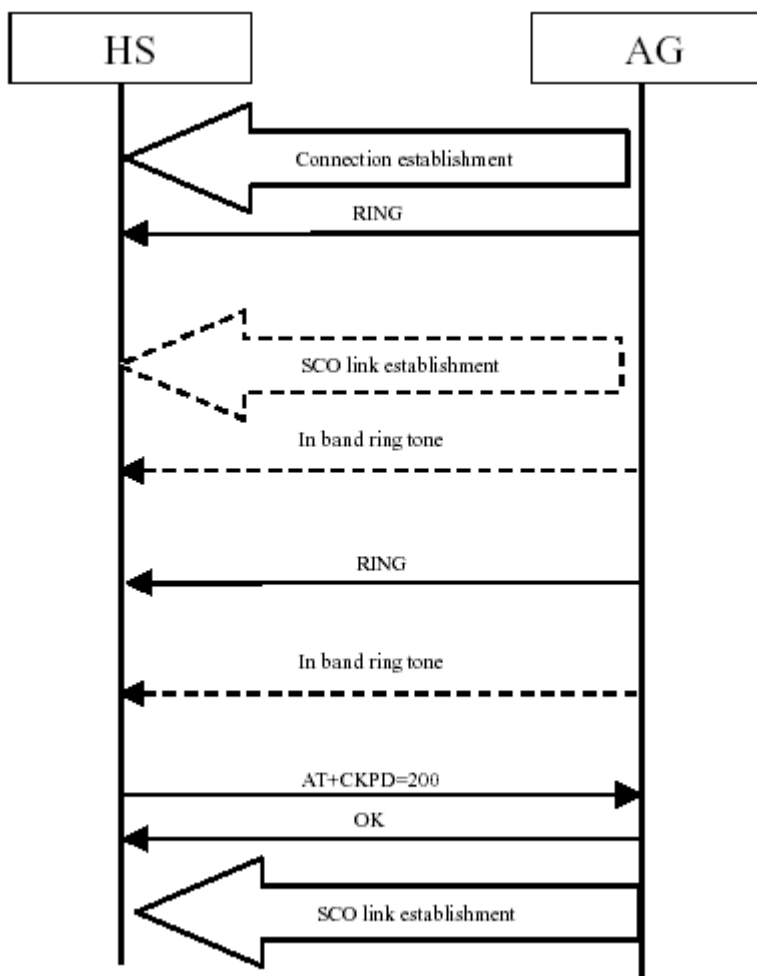 HS
AG
Connection establishment
RING
SCO link establishment
In band ring tone
RING
In band ring tone
AT+CKPD=200
OK
SCO link establishment